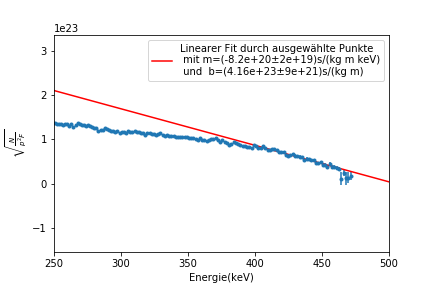 1e23
3
2
1
0
−1
250
300
350
400
450
500
Energie(keV)
√(N/p²F)
Linearer Fit durch ausgewählte Punkte
mit m=(-8.2e+20±2e+19)s/(kg m keV)
und b=(4.16e+23±9e+21)s/(kg m)